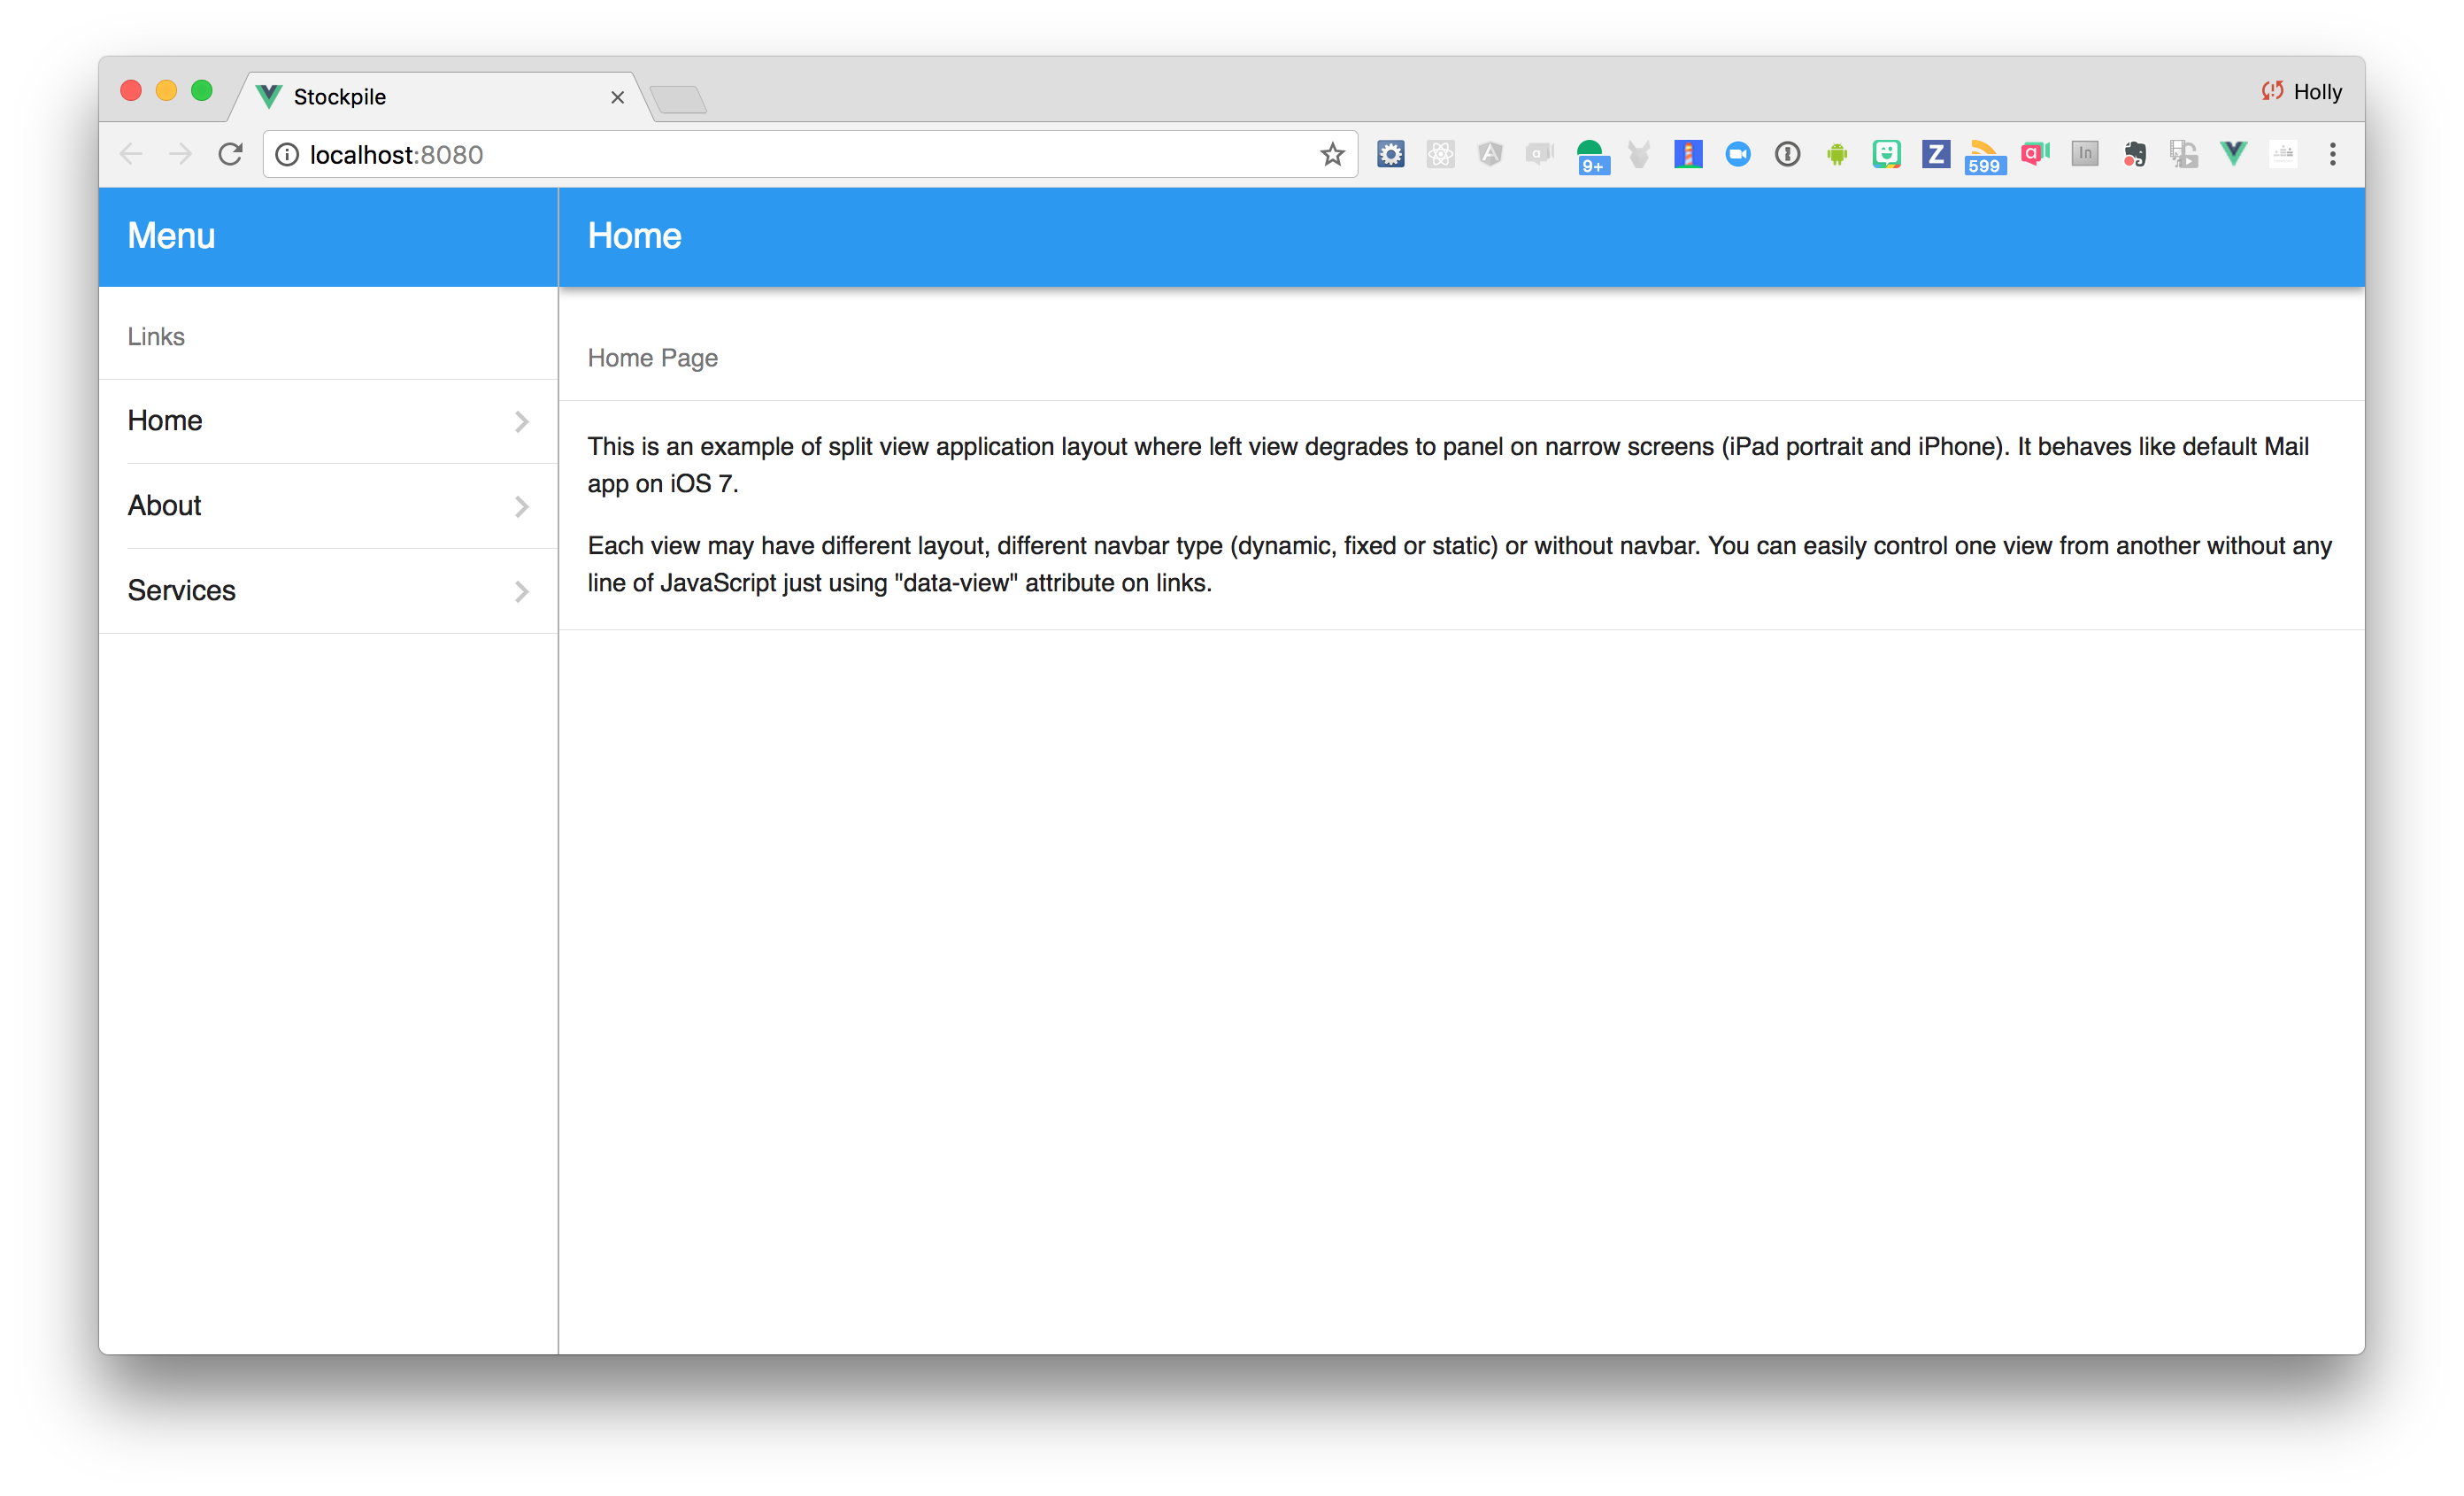 Stockpile
Holly
localhost:8080
9+
Z
599
a
In
Menu
Home
Links
Home Page
Home
This is an example of split view application layout where left view degrades to panel on narrow screens (iPad portrait and iPhone). It behaves like default Mail
app on iOS 7.
About
Each view may have different layout, different navbar type (dynamic, fixed or static) or without navbar. You can easily control one view from another without any
line of JavaScript just using "data-view" attribute on links.
Services